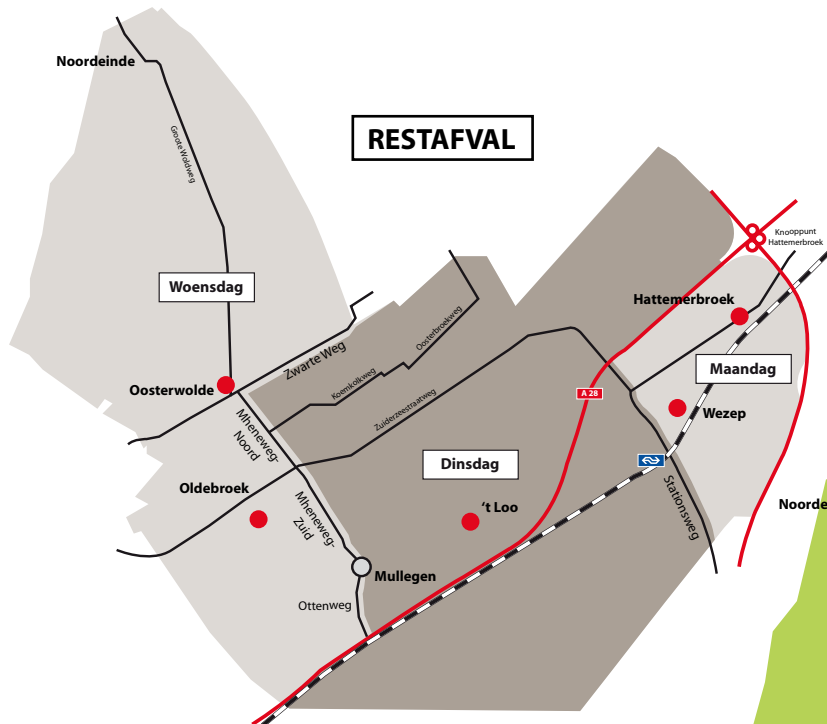 Noordeinde
RESTAFVAL
Groote Woldweg
Knooppunt
Hattemerbroek
Woensdag
Hattemerbroek
Oosterbroekweg
Zwarte Weg
Maandag
Koenkolkweg
Oosterwolde
A 28
Zuiderzeestraatweg
Wezep
Mheneweg-
Noord
Dinsdag
Oldebroek
't Loo
Stationsweg
Noorde
Mheneweg-
Zuid
Mullegen
Ottenweg